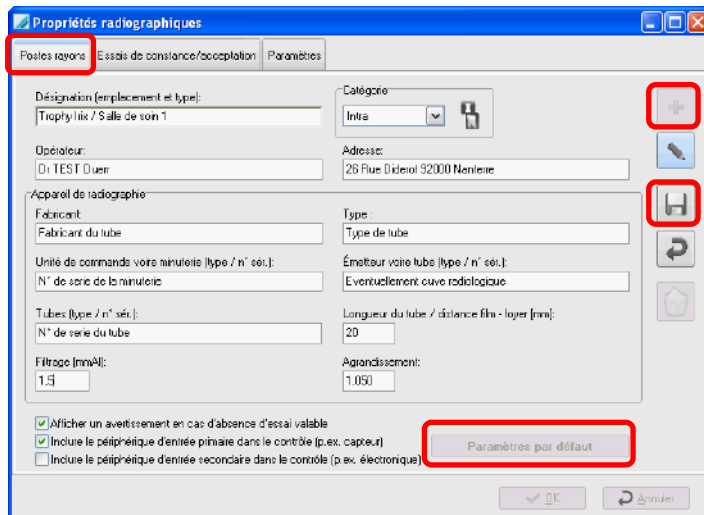 Propriétés radiographiques
Postes rayons Essais de constance/acceptation Paramètres
Désignation (emplacement et type):
Trophy Irix / Salle de soin 1
Catégorie
Intra
Opérateur:
Dr TEST Duerr
Adresse:
26 Rue Diderot 92000 Nanterre
Appareil de radiographie
Fabricant:
Fabricant du tube
Type :
Type de tube
Unité de commande voire minuterie (type / n° sér.):
N° de serie de la minuterie
Émetteur voire tube (type / n° sér.):
Eventuellement cuve radiologique
Tubes (type / n° sér.):
N° de serie du tube
Longueur du tube / distance film - foyer [mm]:
20
Filtrage [mmAl]:
1.5
Agrandissement:
1.050
Afficher un avertissement en cas d'absence d'essai valable
Inclure le périphérique d'entrée primaire dans le contrôle (p.ex. capteur)
Inclure le périphérique d'entrée secondaire dans le contrôle (p.ex. électronique)
Paramètres par défaut
OK
Annuler